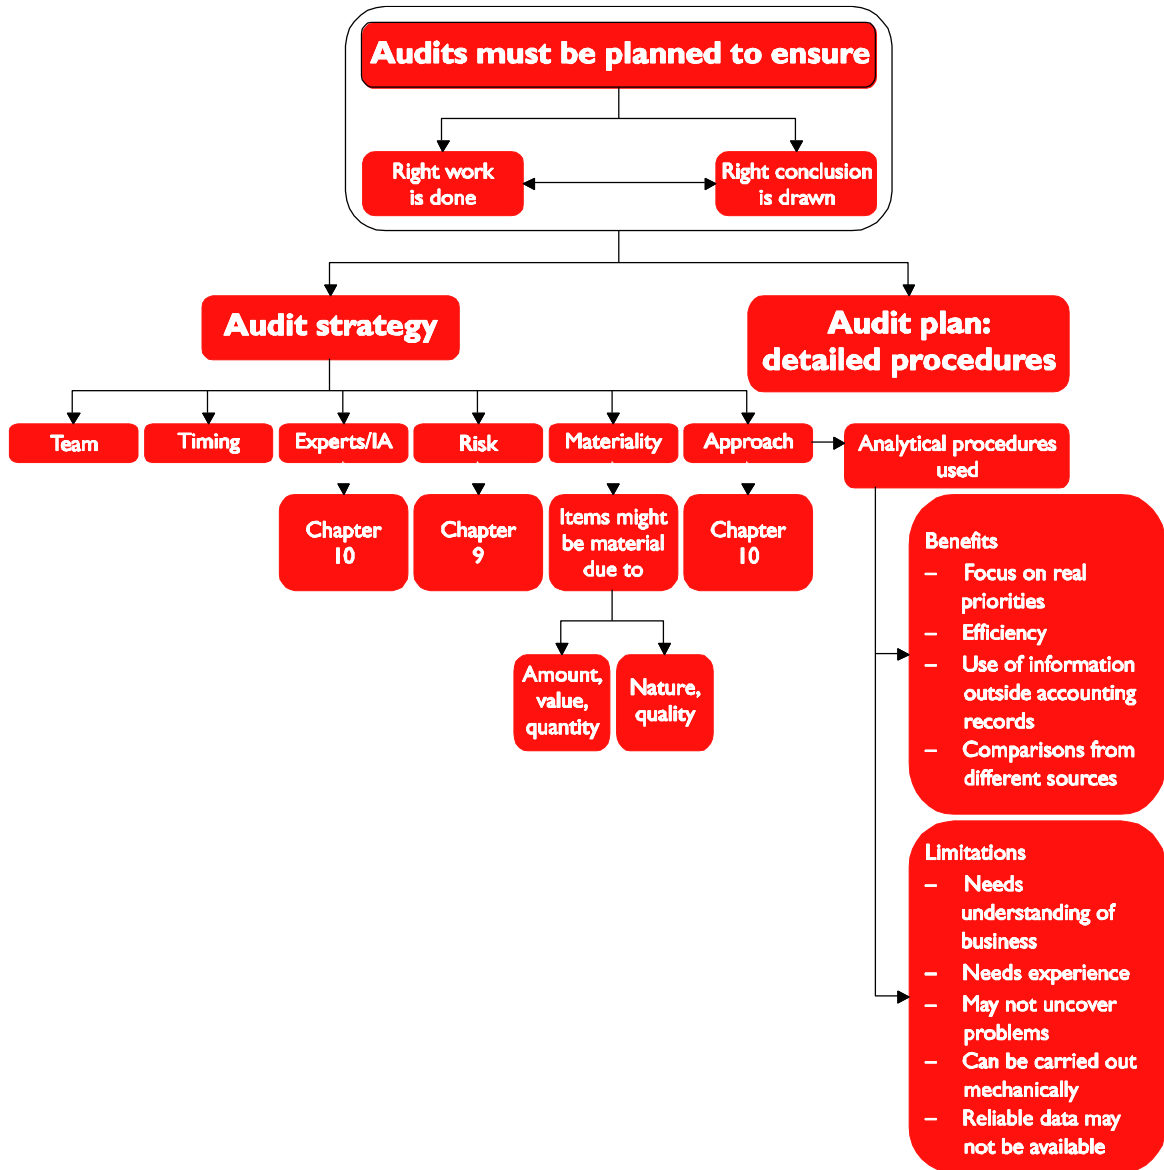 Audits must be planned to ensure
Right work
is done
Right conclusion
is drawn
Audit strategy
Audit plan:
detailed procedures
Team
Timing
Experts/IA
Risk
Materiality
Approach
Analytical procedures
used
Chapter
10
Chapter
9
Items might
be material
due to
Chapter
10
Amount,
value,
quantity
Nature,
quality
Benefits
– Focus on real
priorities
– Efficiency
– Use of information
outside accounting
records
– Comparisons from
different sources
Limitations
– Needs
understanding of
business
– Needs experience
– May not uncover
problems
– Can be carried out
mechanically
– Reliable data may
not be available